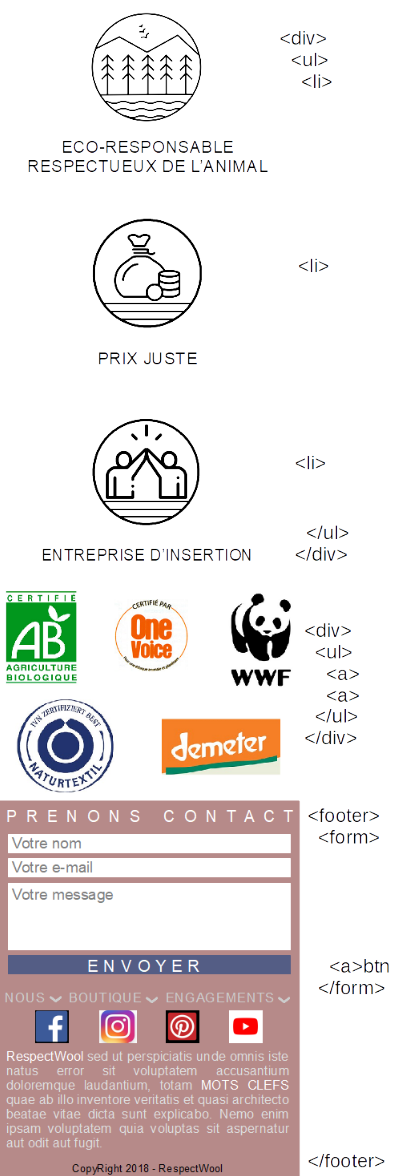 <div>
<ul>
<li>
ECO-RESPONSABLE
RESPECTUEUX DE L'ANIMAL
<li>
PRIX JUSTE
<li>
</ul>
ENTREPRISE D'INSERTION
</div>
CERTIFIÉ
AB
AGRICULTURE
BIOLOGIQUE
CERTIFIÉ PAR
One
Voice
WWF
<div>
<ul>
<a>
<a>
</ul>
</div>
IVN ZERTIFIZIERT BEST
NATURTEXTIL
demeter
PRENONS CONTACT
<footer>
<form>
Votre nom
Votre e-mail
Votre message
ENVOYER
<a>btn
</form>
NOUS BOUTIQUE ENGAGEMENTS
RespectWool sed ut perspiciatis unde omnis iste
natus error sit voluptatem accusantium
doloremque laudantium, totam MOTS CLEFS
quae ab illo inventore veritatis et quasi architecto
beatae vitae dicta sunt explicabo. Nemo enim
ipsam voluptatem quia voluptas sit aspernatur
aut odit aut fugit.
</footer>
CopyRight 2018 - RespectWool